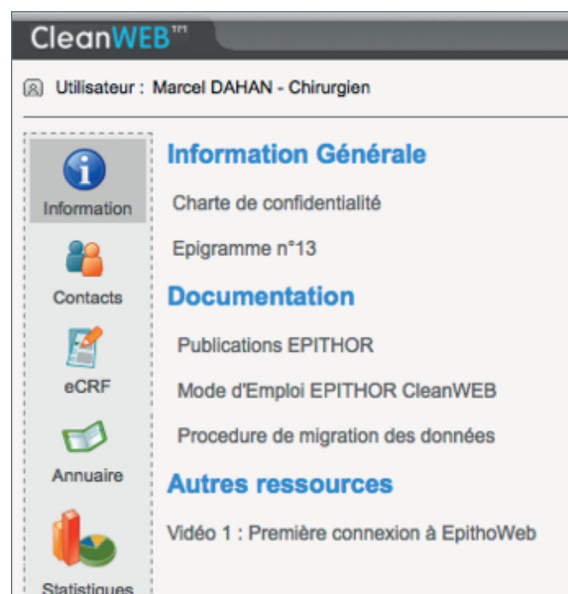 CleanWEB™
Utilisateur : Marcel DAHAN - Chirurgien
Information
Contacts
eCRF
Annuaire
Statistiques
Information Générale
Charte de confidentialité
Epigramme n°13
Documentation
Publications EPITHOR
Mode d'Emploi EPITHOR CleanWEB
Procedure de migration des données
Autres ressources
Vidéo 1 : Première connexion à EpithoWeb